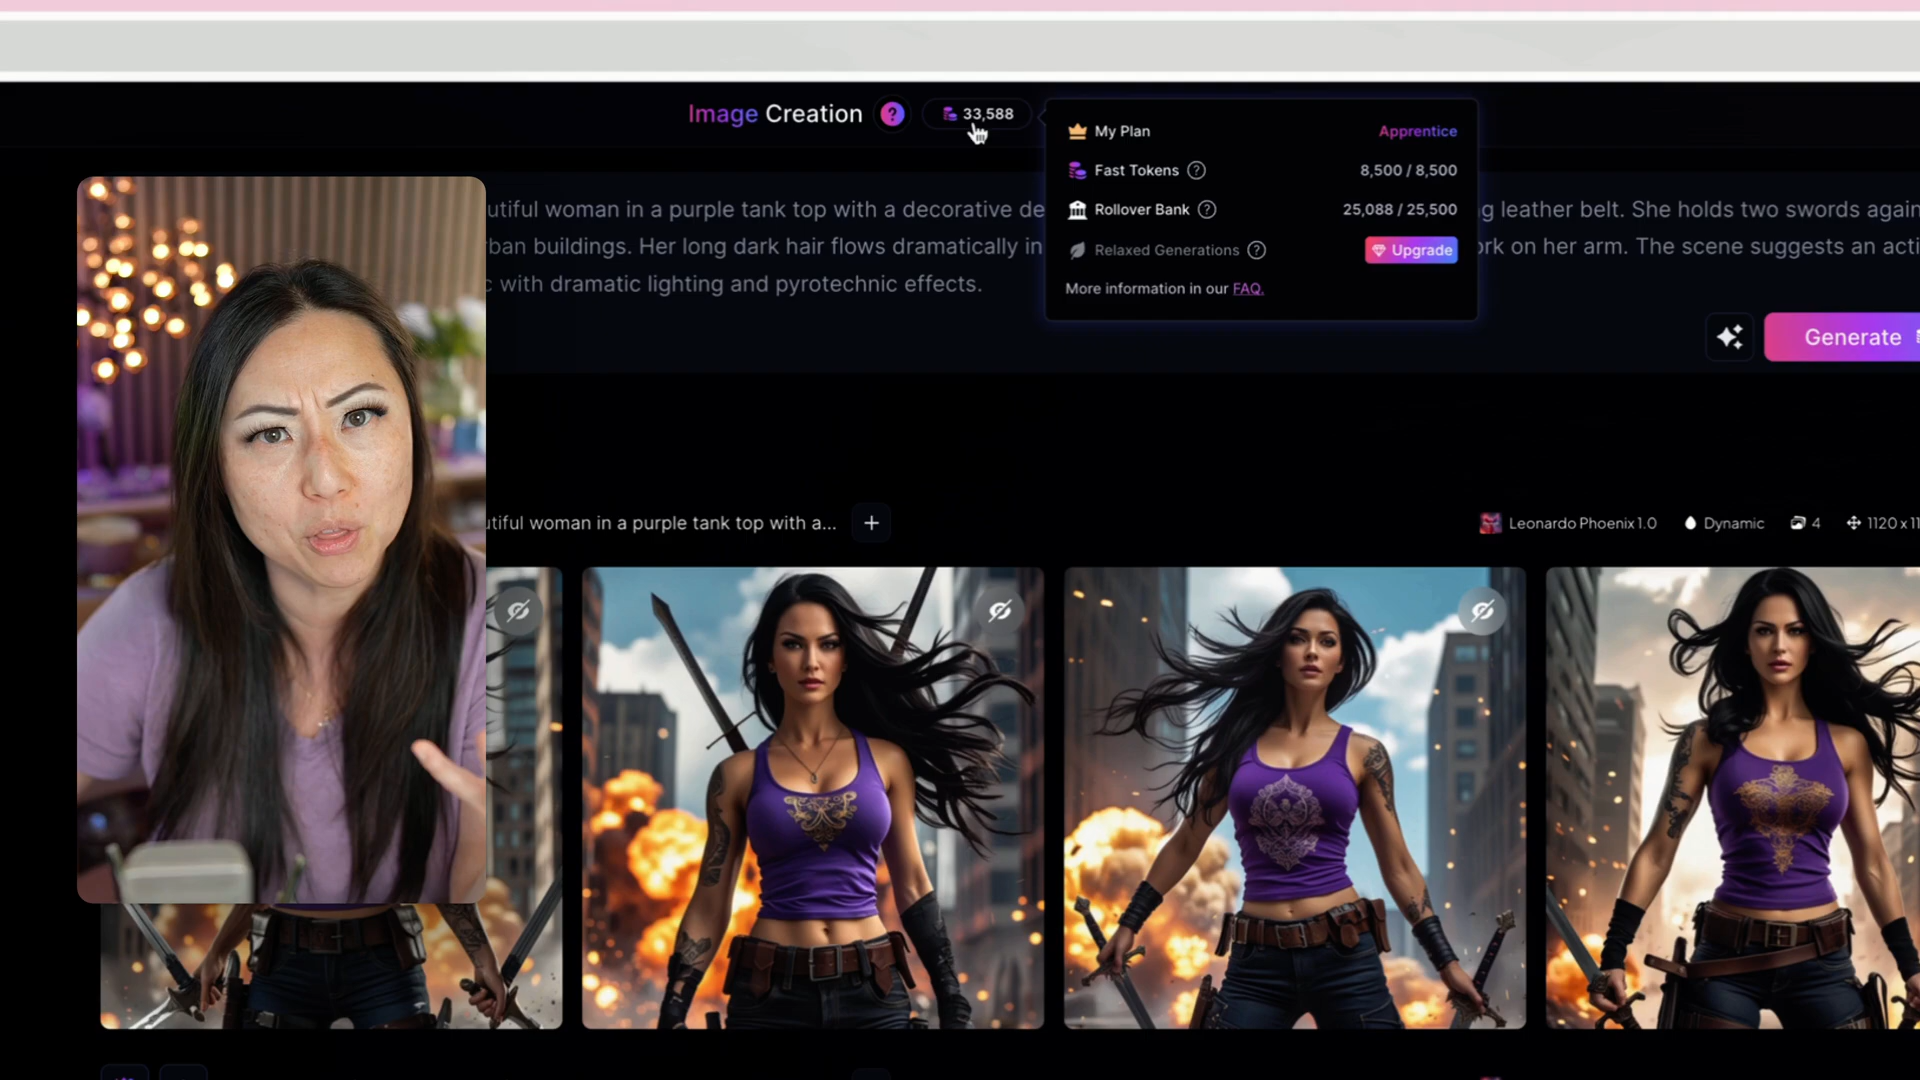 Image Creation ? 33,588
My Plan Apprentice
Fast Tokens ? 8,500 / 8,500
Rollover Bank ? 25,088 / 25,500
Relaxed Generations ? Upgrade
More information in our FAQ.
utiful woman in a purple tank top with a decorative de g leather belt. She holds two swords again
rban buildings. Her long dark hair flows dramatically in rk on her arm. The scene suggests an acti
c with dramatic lighting and pyrotechnic effects.
Generate
utiful woman in a purple tank top with a... +
Leonardo Phoenix 1.0 Dynamic 4 1120 x 11